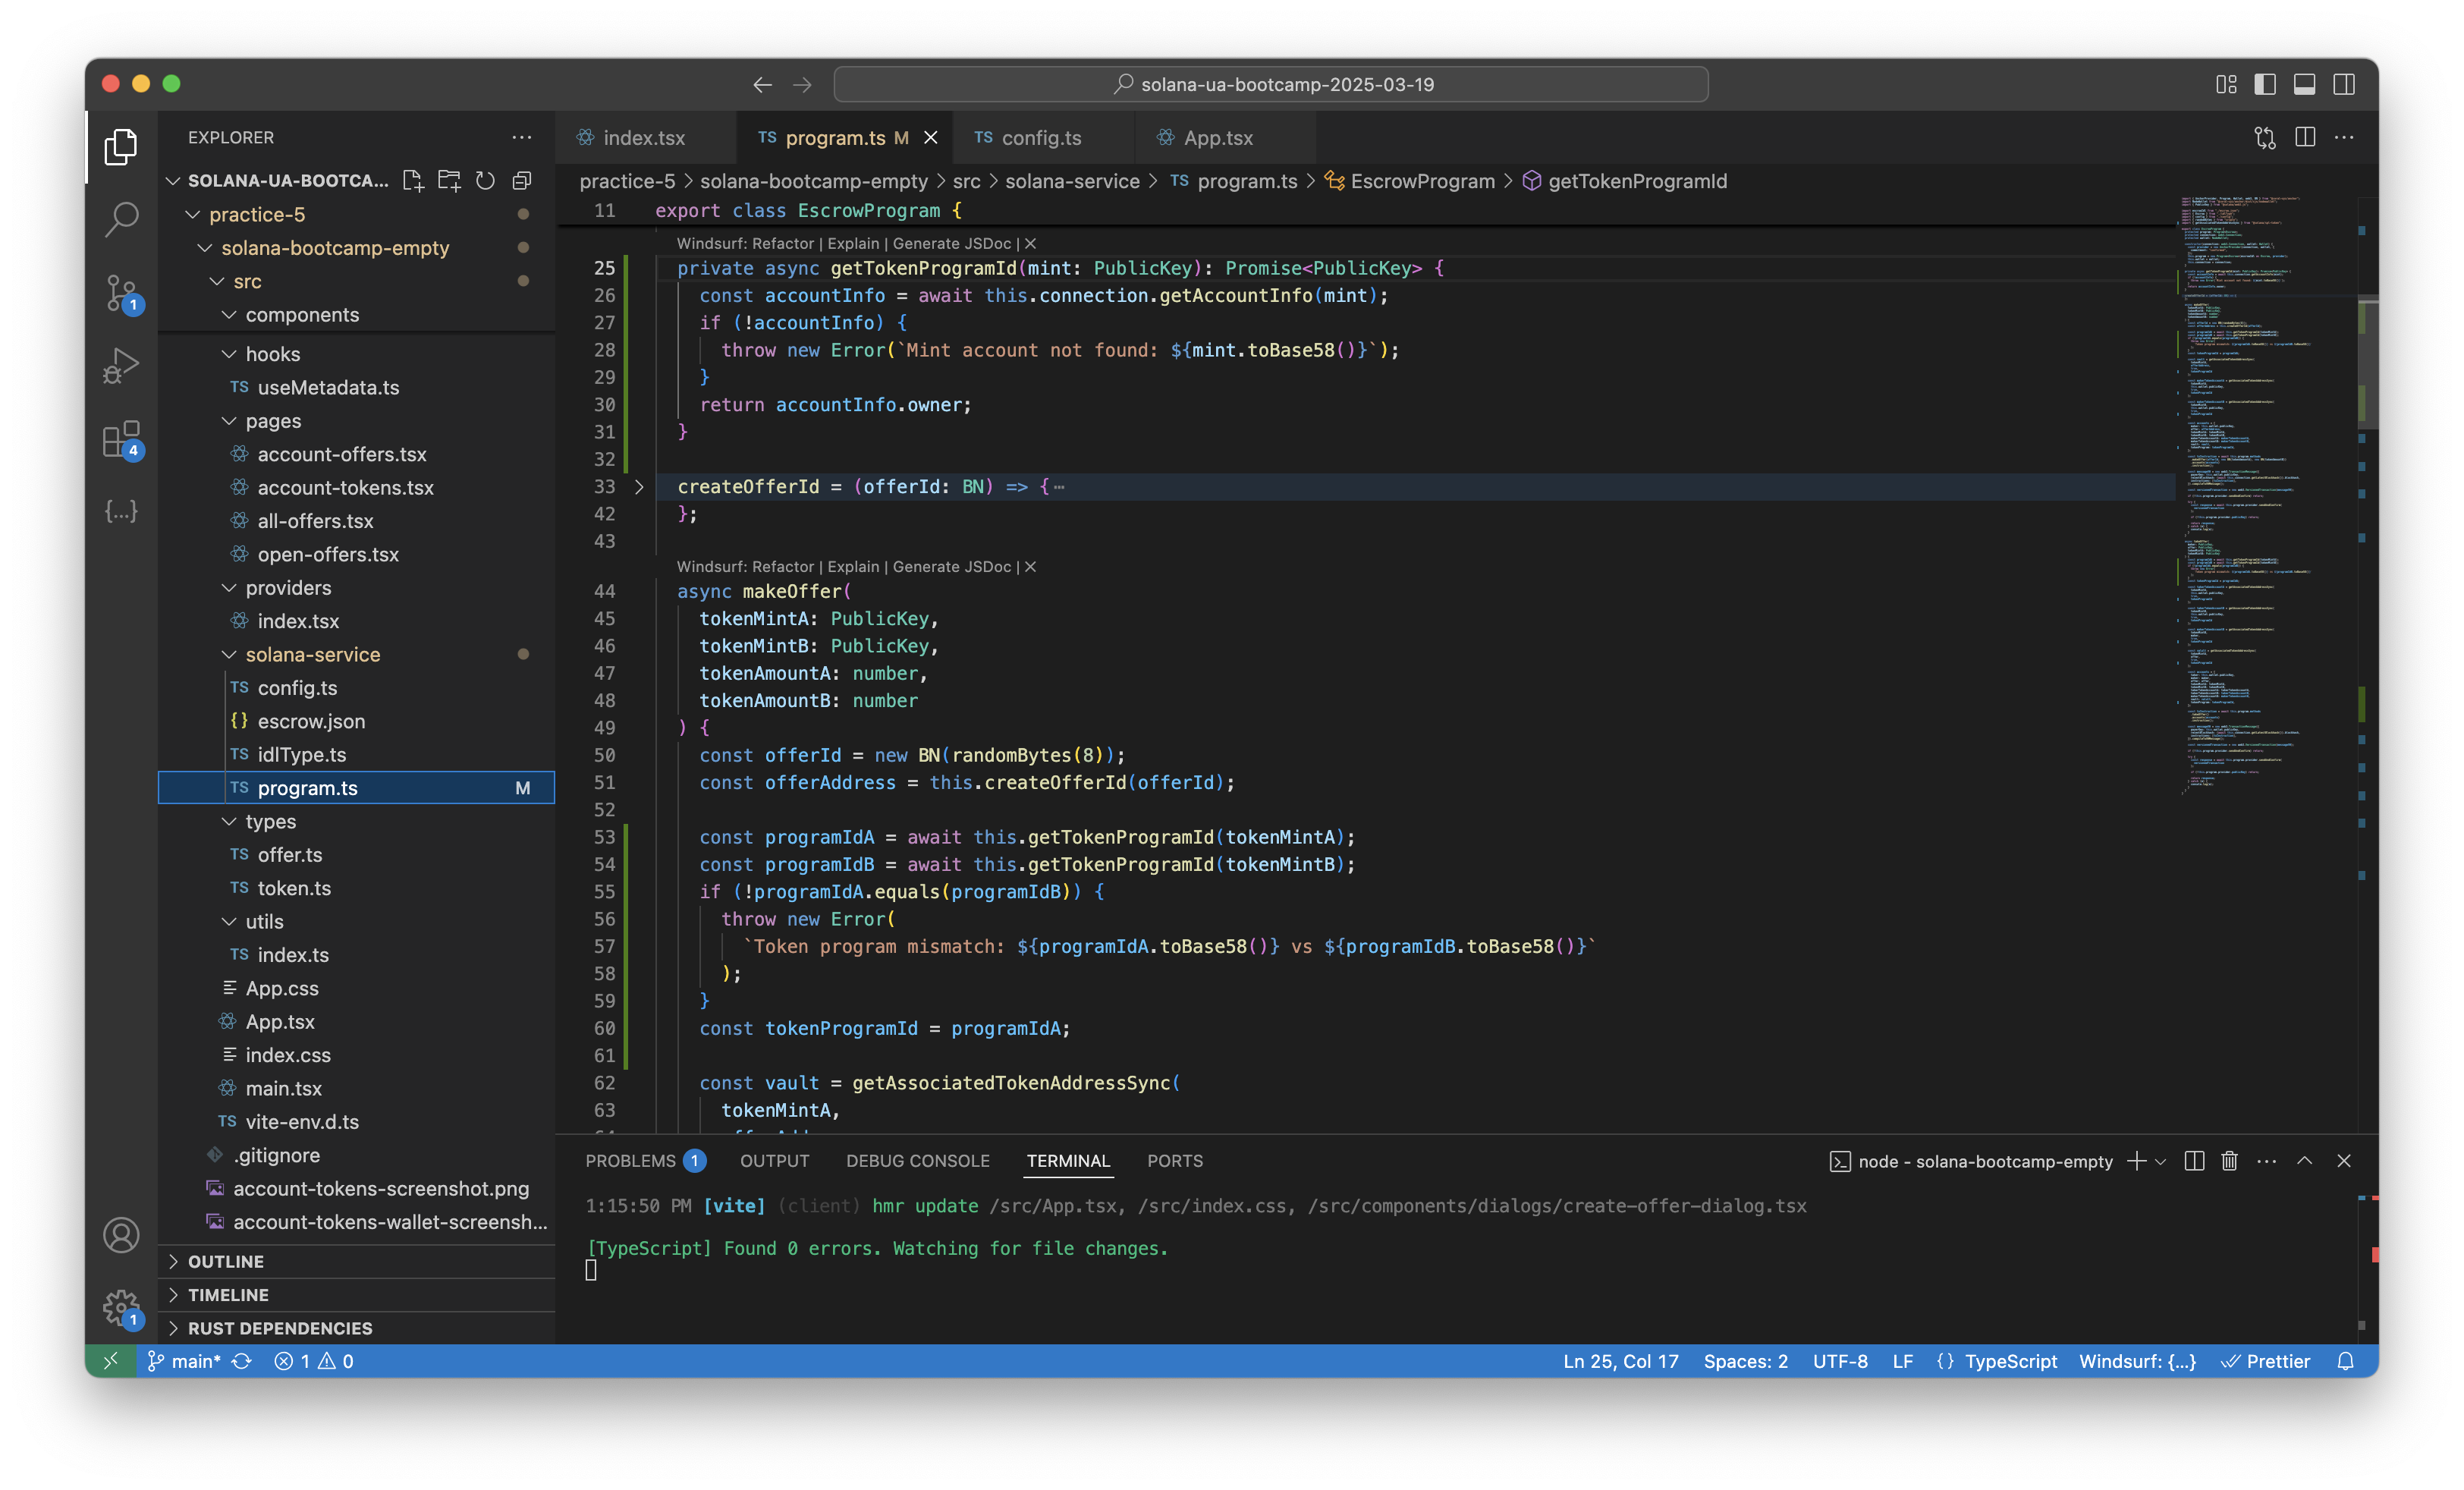 solana-ua-bootcamp-2025-03-19
EXPLORER
SOLANA-UA-BOOTCA...
practice-5
solana-bootcamp-empty
src
components
hooks
TS useMetadata.ts
pages
account-offers.tsx
account-tokens.tsx
all-offers.tsx
open-offers.tsx
providers
index.tsx
solana-service
TS config.ts
{} escrow.json
TS idlType.ts
TS program.ts M
types
TS offer.ts
TS token.ts
utils
TS index.ts
App.css
App.tsx
index.css
main.tsx
TS vite-env.d.ts
.gitignore
account-tokens-screenshot.png
account-tokens-wallet-screensh...
OUTLINE
TIMELINE
RUST DEPENDENCIES
1
4
{...}
1
index.tsx
TS program.ts M
TS config.ts
App.tsx
practice-5 > solana-bootcamp-empty > src > solana-service > TS program.ts > EscrowProgram > getTokenProgramId
11 export class EscrowProgram {
Windsurf: Refactor | Explain | Generate JSDoc | X
25 private async getTokenProgramId(mint: PublicKey): Promise<PublicKey> {
26 const accountInfo = await this.connection.getAccountInfo(mint);
27 if (!accountInfo) {
28 throw new Error(`Mint account not found: ${mint.toBase58()}`);
29 }
30 return accountInfo.owner;
31 }
32
33 createOfferId = (offerId: BN) => {⋯
42 };
43
Windsurf: Refactor | Explain | Generate JSDoc | X
44 async makeOffer(
45 tokenMintA: PublicKey,
46 tokenMintB: PublicKey,
47 tokenAmountA: number,
48 tokenAmountB: number
49 ) {
50 const offerId = new BN(randomBytes(8));
51 const offerAddress = this.createOfferId(offerId);
52
53 const programIdA = await this.getTokenProgramId(tokenMintA);
54 const programIdB = await this.getTokenProgramId(tokenMintB);
55 if (!programIdA.equals(programIdB)) {
56 throw new Error(
57 `Token program mismatch: ${programIdA.toBase58()} vs ${programIdB.toBase58()}`
58 );
59 }
60 const tokenProgramId = programIdA;
61
62 const vault = getAssociatedTokenAddressSync(
63 tokenMintA,
PROBLEMS 1 OUTPUT DEBUG CONSOLE TERMINAL PORTS
node - solana-bootcamp-empty
1:15:50 PM [vite] (client) hmr update /src/App.tsx, /src/index.css, /src/components/dialogs/create-offer-dialog.tsx
[TypeScript] Found 0 errors. Watching for file changes.
main* 1 0
Ln 25, Col 17 Spaces: 2 UTF-8 LF {} TypeScript Windsurf: {...} Prettier